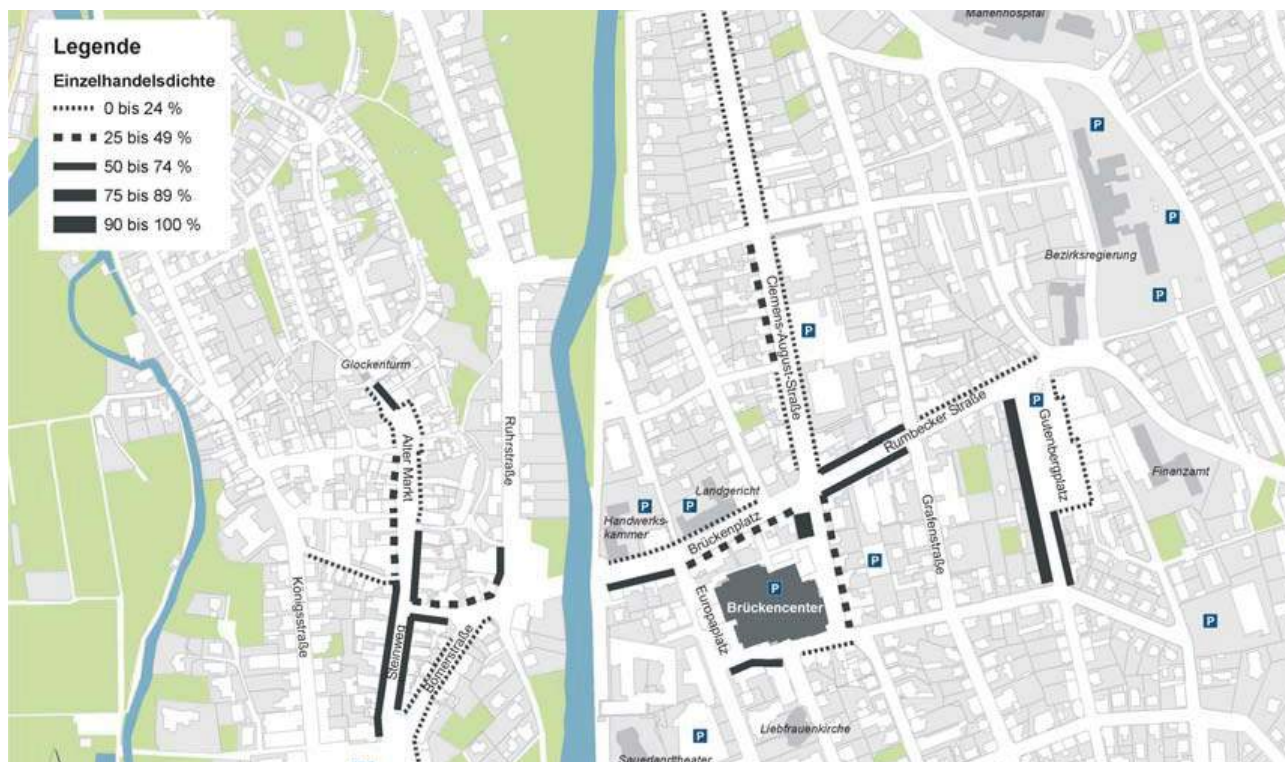 Legende
Einzelhandelsdichte
0 bis 24 %
25 bis 49 %
50 bis 74 %
75 bis 89 %
90 bis 100 %
Marienhospital
P
P
Bezirksregierung
P
Clemens-August-Straße
P
Glockenturm
Alter Markt
Ruhrstraße
Rumbecker Straße
P
Gutenbergplatz
Finanzamt
Landgericht
P
P
Handwerks-
kammer
Brückenplatz
Grafenstraße
P
Königsstraße
P
Brückencenter
Europaplatz
P
Steinweg
Bömerstraße
Liebfrauenkirche
P
Sauerlandtheater